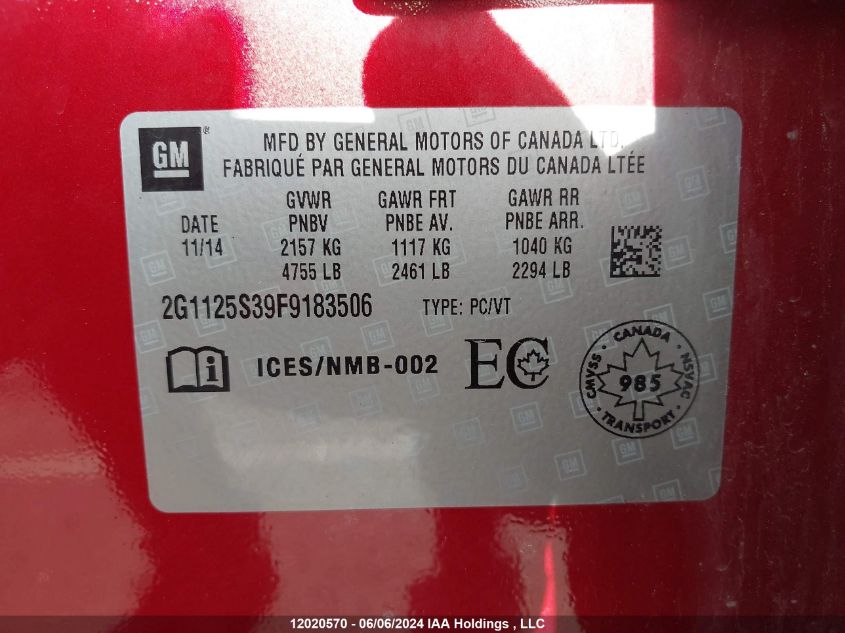 GM ®
MFD BY GENERAL MOTORS OF CANADA LTD.
FABRIQUÉ PAR GENERAL MOTORS DU CANADA LTÉE
GVWR GAWR FRT GAWR RR
DATE PNBV PNBE AV. PNBE ARR.
11/14 2157 KG 1117 KG 1040 KG
4755 LB 2461 LB 2294 LB
2G1125S39F9183506 TYPE: PC/VT
i ICES/NMB-002 EC
CMVSS · CANADA · NSVAC
985
· TRANSPORT ·
12020570 - 06/06/2024 IAA Holdings , LLC